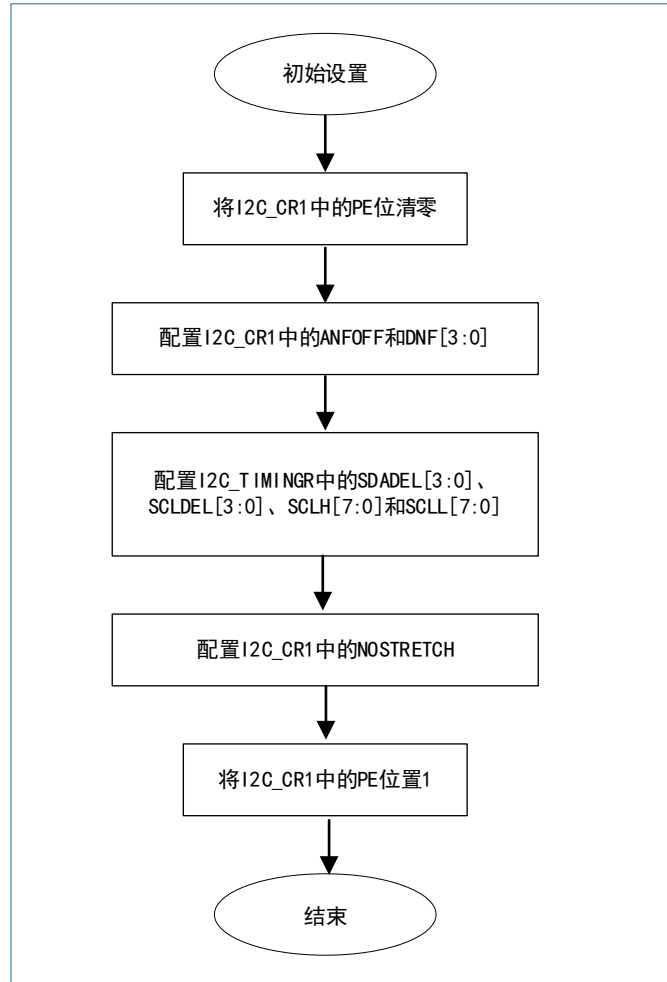 初始设置
将I2C_CR1中的PE位清零
配置I2C_CR1中的ANFOFF和DNF[3:0]
配置I2C_TIMINGR中的SDADEL[3:0]、
SCLDEL[3:0]、SCLH[7:0]和SCLL[7:0]
配置I2C_CR1中的NOSTRETCH
将I2C_CR1中的PE位置1
结束